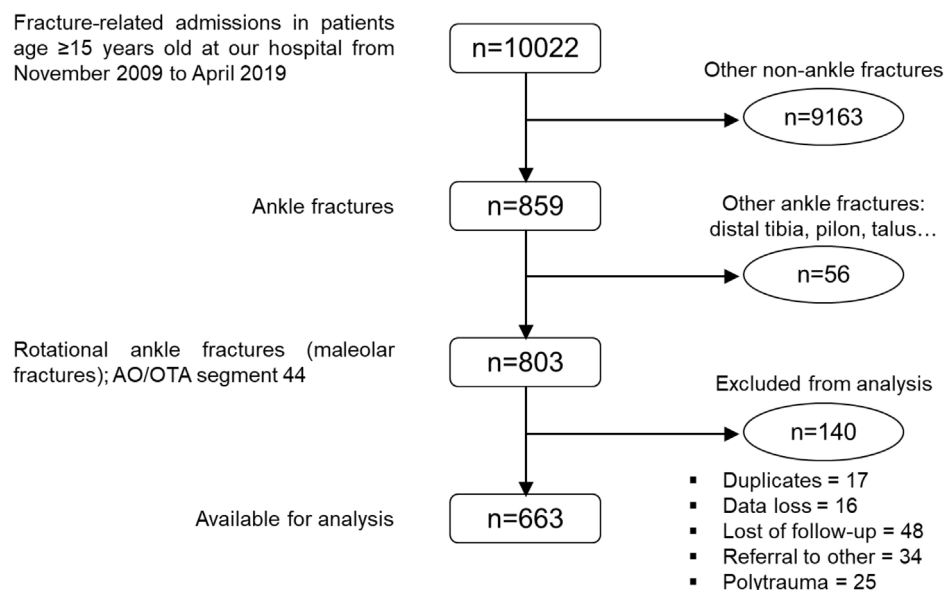 Fracture-related admissions in patients
age ≥15 years old at our hospital from
November 2009 to April 2019
n=10022
Other non-ankle fractures
n=9163
Ankle fractures
n=859
Other ankle fractures:
distal tibia, pilon, talus…
n=56
Rotational ankle fractures (maleolar
fractures); AO/OTA segment 44
n=803
Excluded from analysis
n=140
▪ Duplicates = 17
▪ Data loss = 16
▪ Lost of follow-up = 48
▪ Referral to other = 34
▪ Polytrauma = 25
Available for analysis
n=663